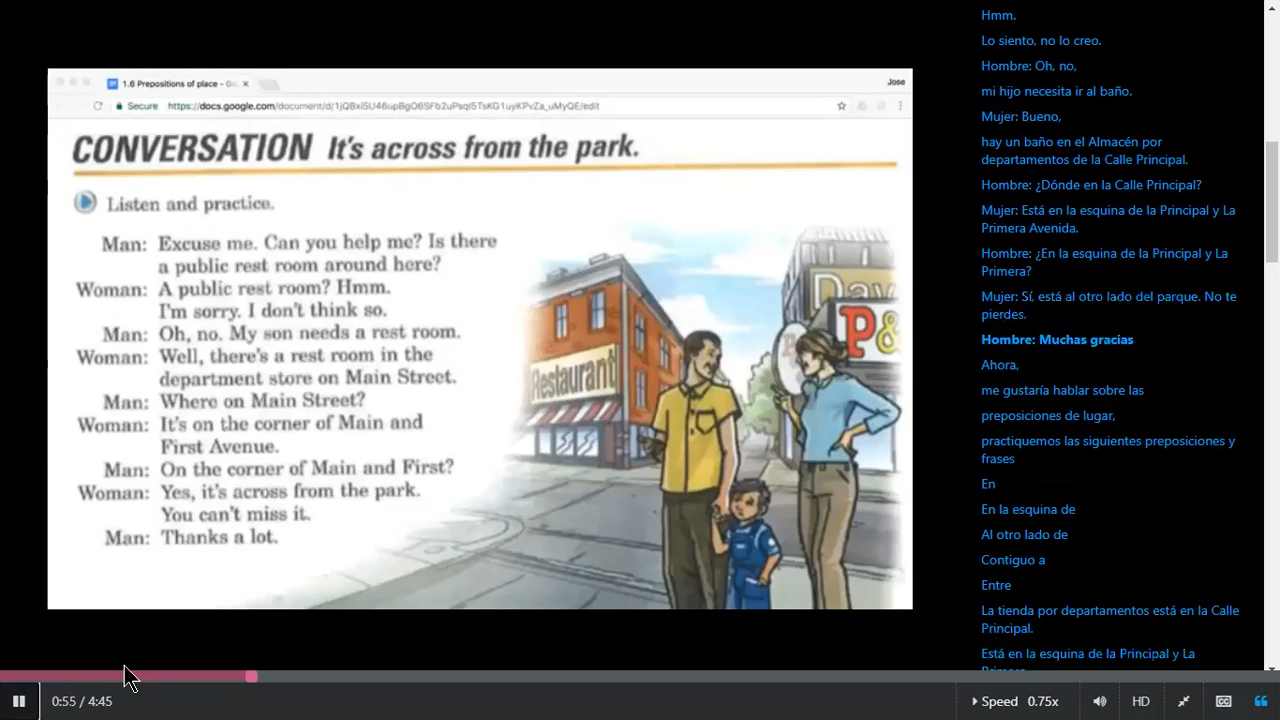 1.6 Prepositions of place -
Jose
Secure https://docs.google.com/document/d/1jQBxiSU46upBgO6SFb2uPsqI5TsKG1uyKPvZa_uMyQE/edit
CONVERSATION It's across from the park.
Listen and practice.
Man: Excuse me. Can you help me? Is there
a public rest room around here?
Woman: A public rest room? Hmm.
I'm sorry. I don't think so.
Man: Oh, no. My son needs a rest room.
Woman: Well, there's a rest room in the
department store on Main Street.
Man: Where on Main Street?
Woman: It's on the corner of Main and
First Avenue.
Man: On the corner of Main and First?
Woman: Yes, it's across from the park.
You can't miss it.
Man: Thanks a lot.
Restaurant
Dav
P&
Hmm.
Lo siento, no lo creo.
Hombre: Oh, no,
mi hijo necesita ir al baño.
Mujer: Bueno,
hay un baño en el Almacén por
departamentos de la Calle Principal.
Hombre: ¿Dónde en la Calle Principal?
Mujer: Está en la esquina de la Principal y La
Primera Avenida.
Hombre: ¿En la esquina de la Principal y La
Primera?
Mujer: Sí, está al otro lado del parque. No te
pierdes.
Hombre: Muchas gracias
Ahora,
me gustaría hablar sobre las
preposiciones de lugar,
practiquemos las siguientes preposiciones y
frases
En
En la esquina de
Al otro lado de
Contiguo a
Entre
La tienda por departamentos está en la Calle
Principal.
Está en la esquina de la Principal y La
0:55 / 4:45
Speed 0.75x
HD
CC